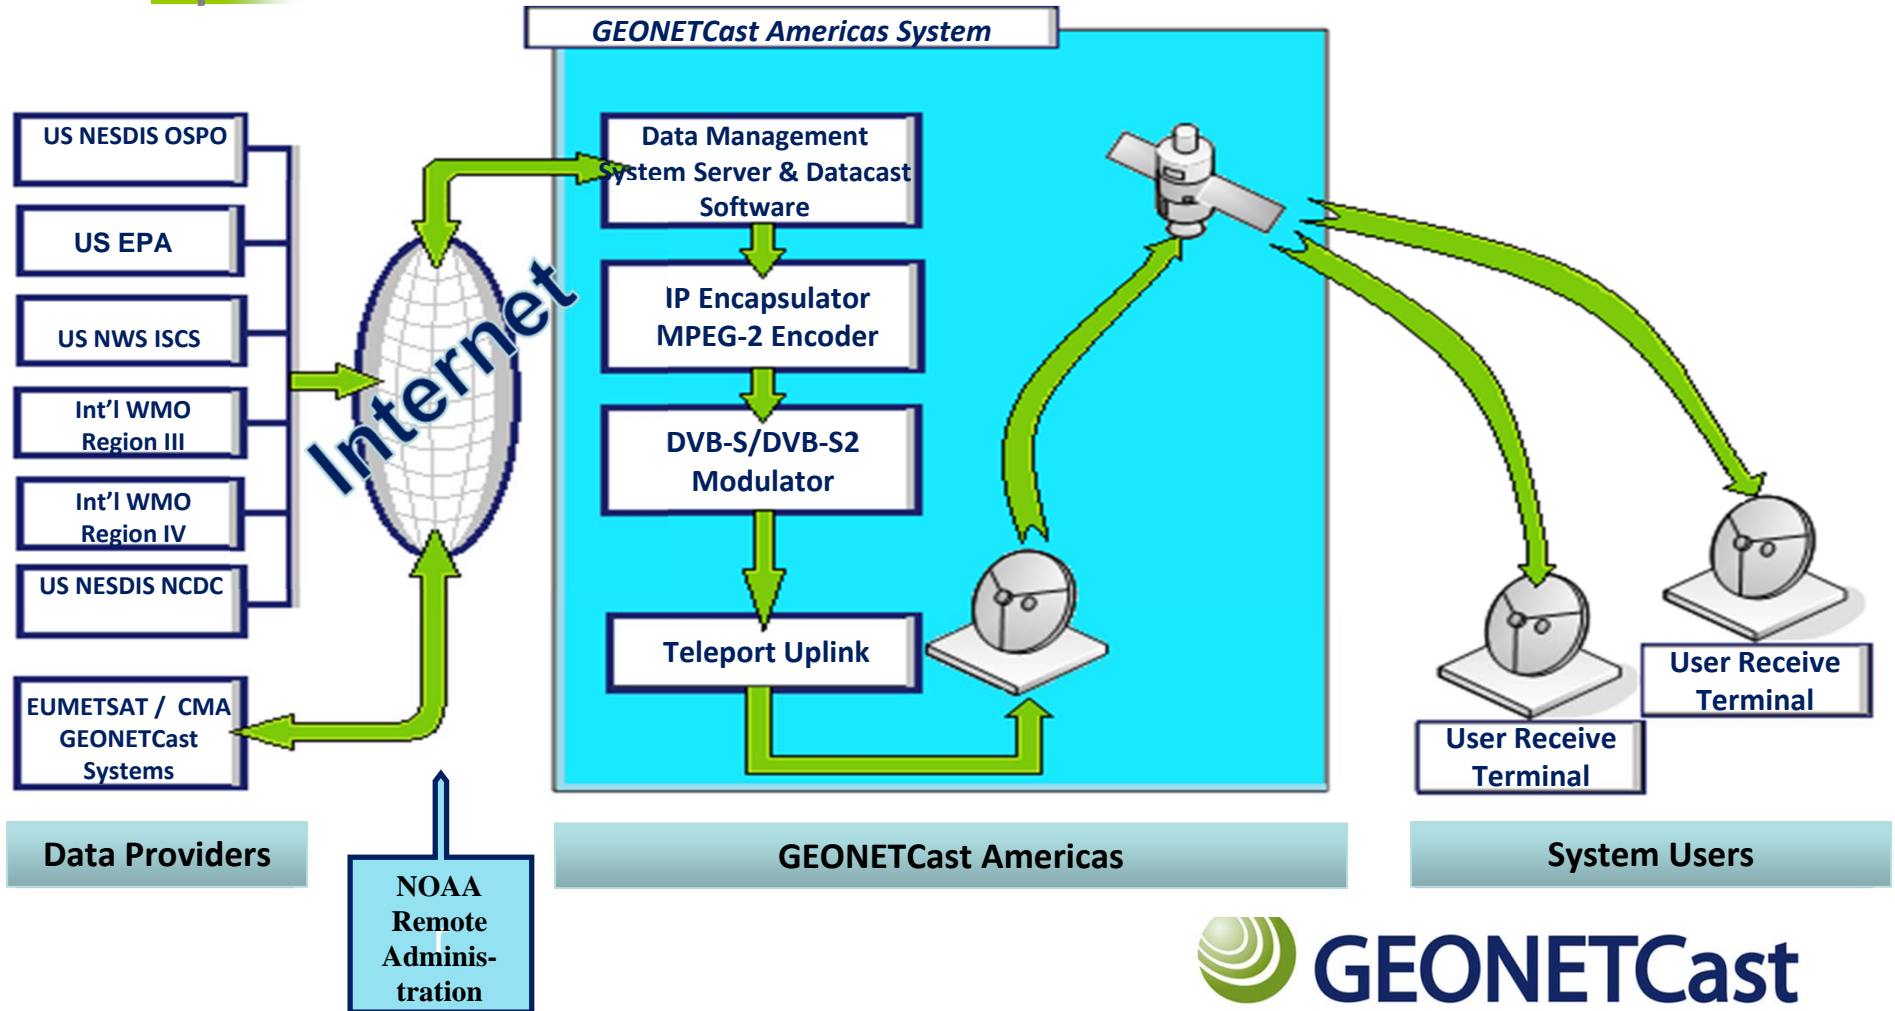 GEONETCast Americas System
US NESDIS OSPO
US EPA
US NWS ISCS
Int'l WMO
Region III
Int'l WMO
Region IV
US NESDIS NCDC
EUMETSAT / CMA
GEONETCast
Systems
Internet
Data Management
System Server & Datacast
Software
IP Encapsulator
MPEG-2 Encoder
DVB-S/DVB-S2
Modulator
Teleport Uplink
User Receive
Terminal
User Receive
Terminal
Data Providers
NOAA
Remote
Adminis-
tration
GEONETCast Americas
System Users
GEONETCast